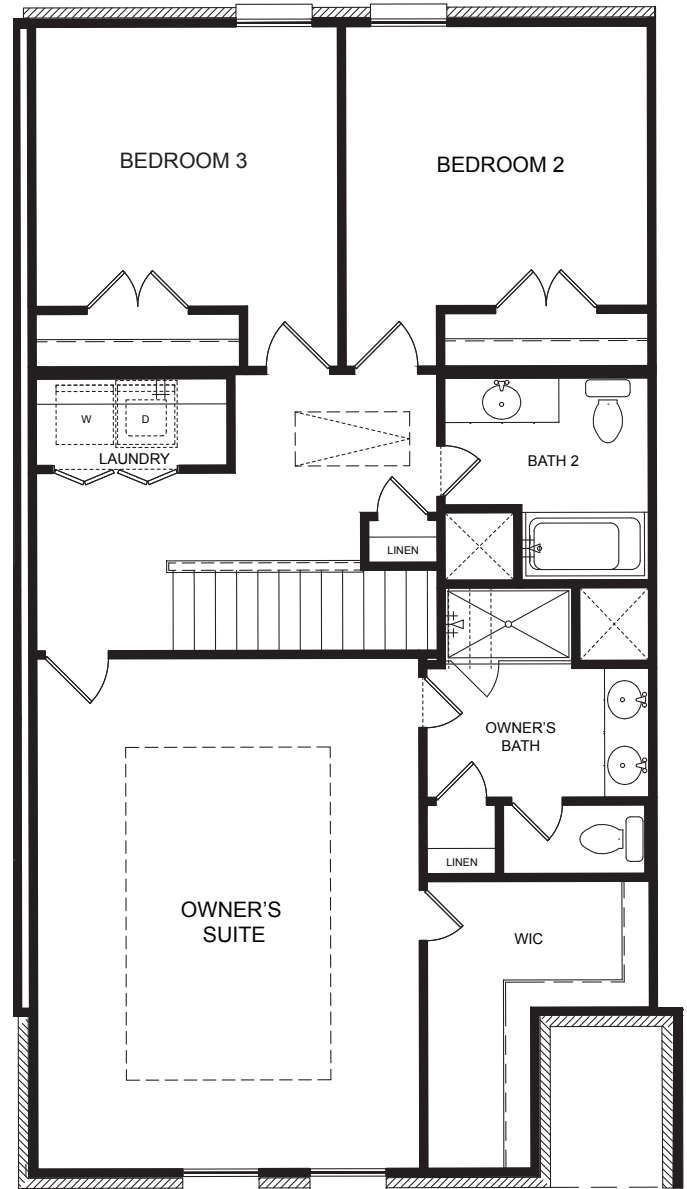 BEDROOM 3
BEDROOM 2
W
D
LAUNDRY
BATH 2
LINEN
OWNER'S
BATH
LINEN
OWNER'S
SUITE
WIC